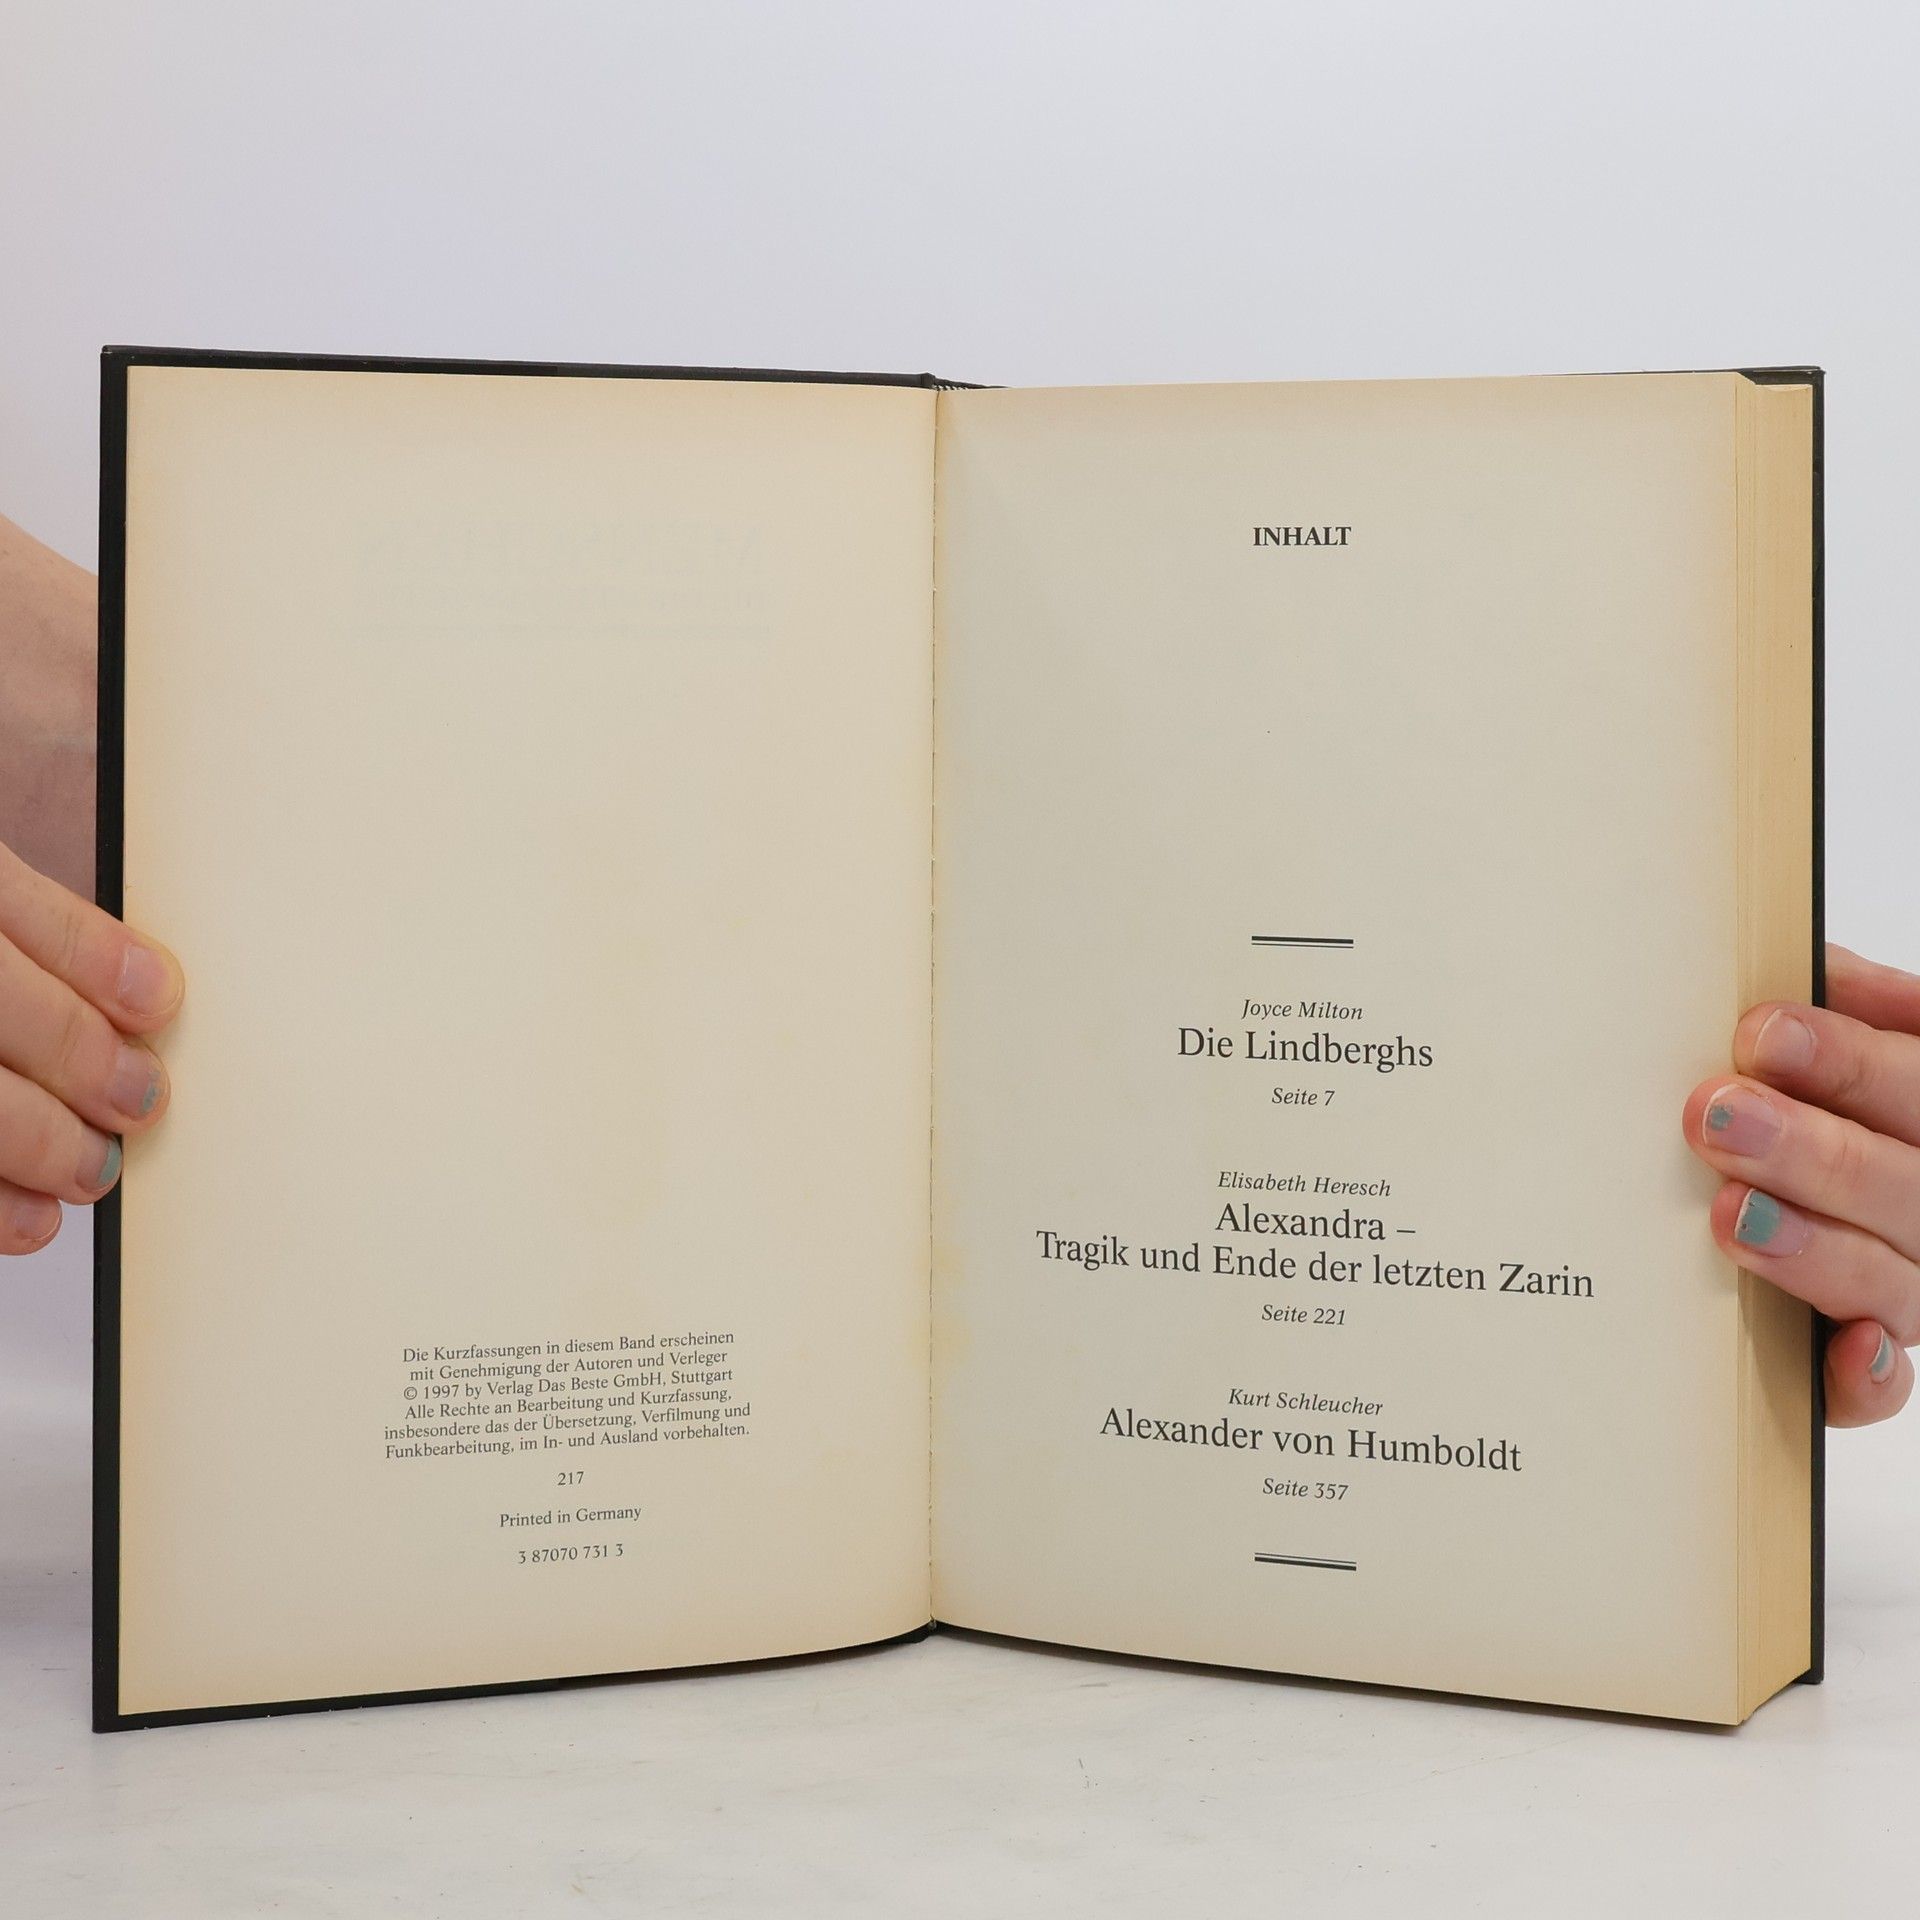 Die Kurzfassungen in diesem Band erscheinen
mit Genehmigung der Autoren und Verleger
© 1997 by Verlag Das Beste GmbH, Stuttgart
Alle Rechte an Bearbeitung und Kurzfassung,
insbesondere das der Übersetzung, Verfilmung und
Funkbearbeitung, im In- und Ausland vorbehalten.
217
Printed in Germany
3 87070 731 3
INHALT
Joyce Milton
Die Lindberghs
Seite 7
Elisabeth Heresch
Alexandra –
Tragik und Ende der letzten Zarin
Seite 221
Kurt Schleucher
Alexander von Humboldt
Seite 357